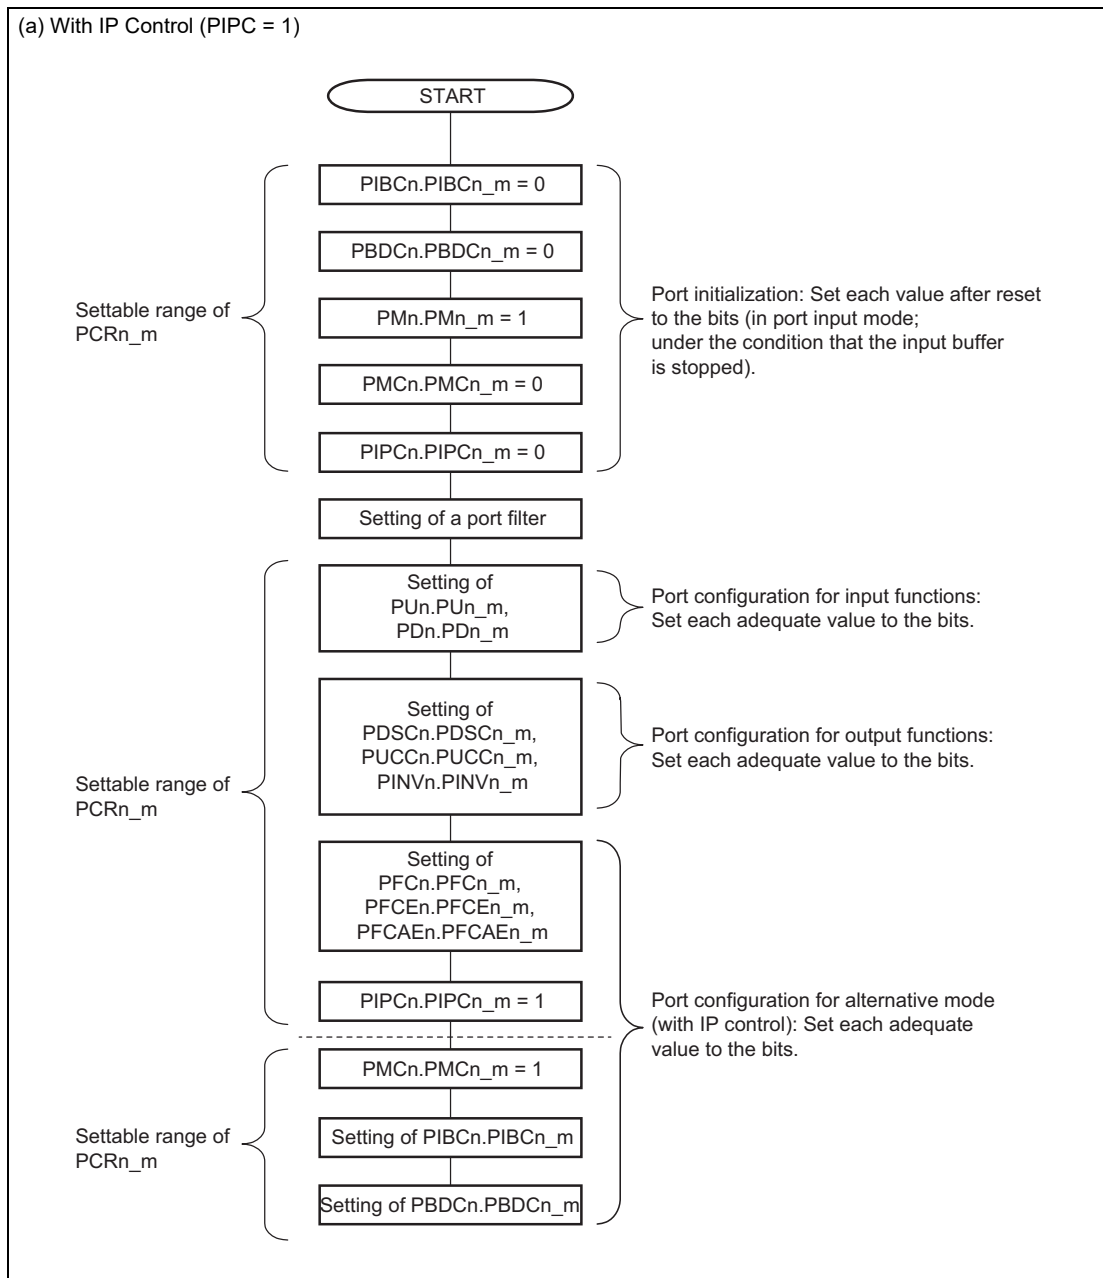 (a) With IP Control (PIPC = 1)
START
PIBCn.PIBCn_m = 0
PBDCn.PBDCn_m = 0
PMn.PMn_m = 1
PMCn.PMCn_m = 0
PIPCn.PIPCn_m = 0
Settable range of
PCRn_m
Port initialization: Set each value after reset
to the bits (in port input mode;
under the condition that the input buffer
is stopped).
Setting of a port filter
Setting of
PUn.PUn_m,
PDn.PDn_m
Port configuration for input functions:
Set each adequate value to the bits.
Setting of
PDSCn.PDSCn_m,
PUCCn.PUCCn_m,
PINVn.PINVn_m
Port configuration for output functions:
Set each adequate value to the bits.
Settable range of
PCRn_m
Setting of
PFCn.PFCn_m,
PFCEn.PFCEn_m,
PFCAEn.PFCAEn_m
PIPCn.PIPCn_m = 1
Port configuration for alternative mode
(with IP control): Set each adequate
value to the bits.
PMCn.PMCn_m = 1
Setting of PIBCn.PIBCn_m
Setting of PBDCn.PBDCn_m
Settable range of
PCRn_m